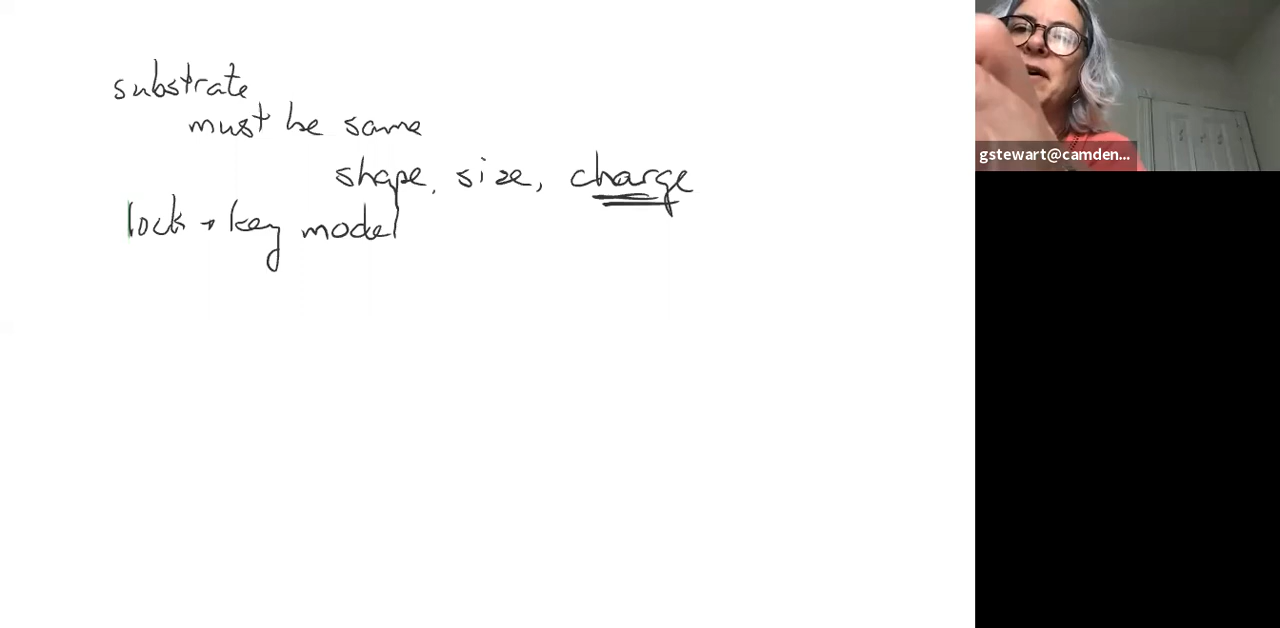 substrate
must be same
shape, size, charge
lock + key model
gstewart@camden...